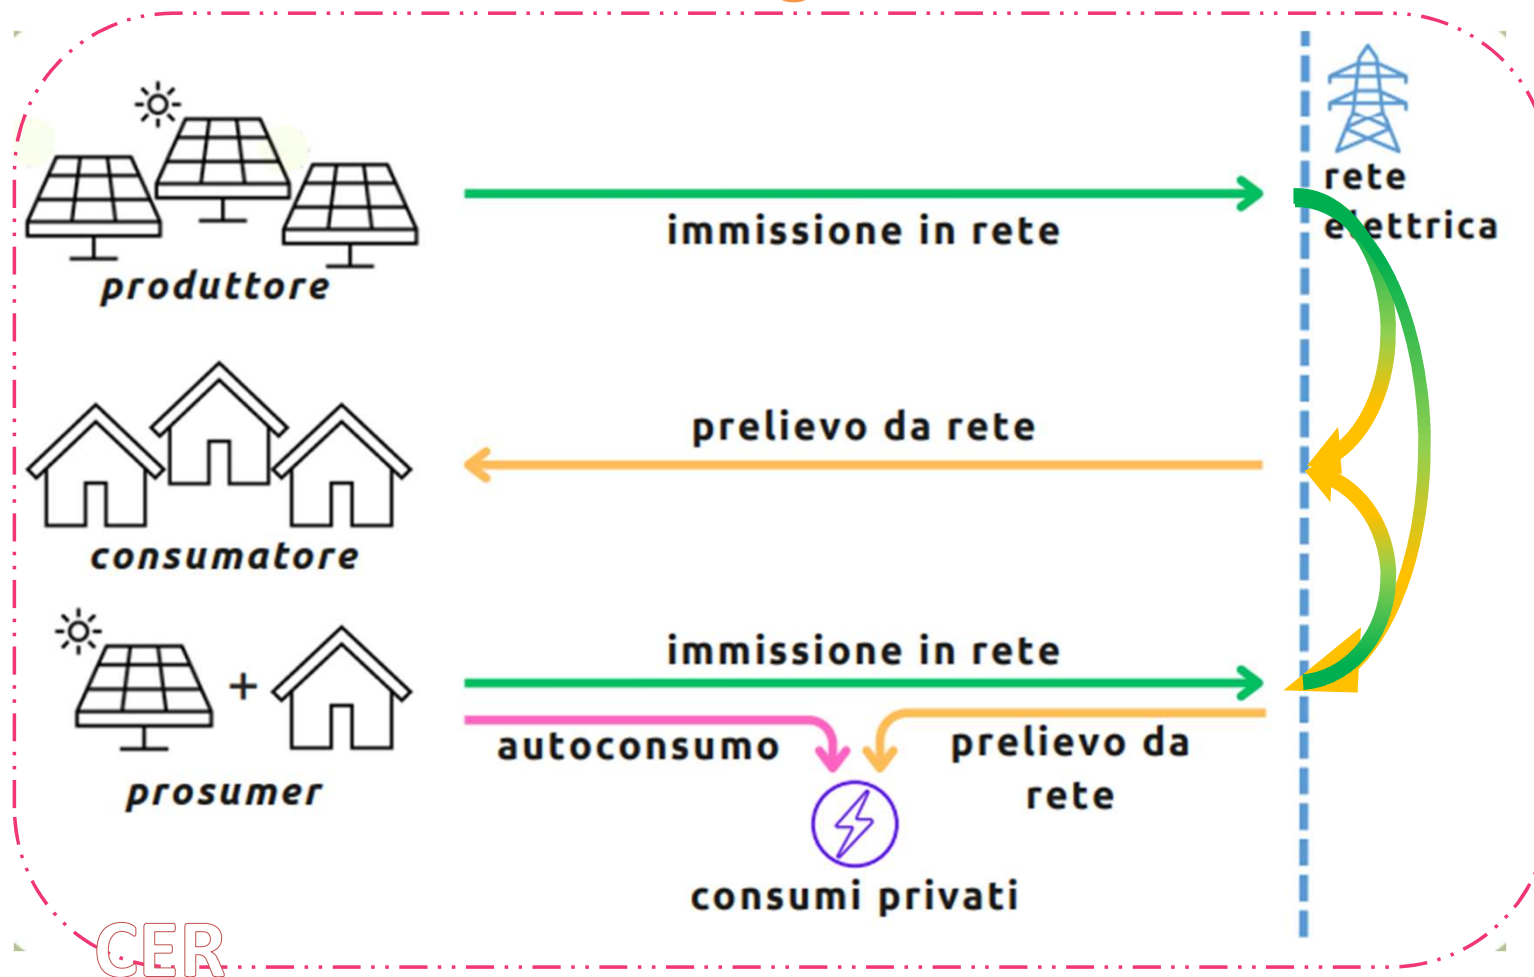 rete
elettrica
immissione in rete
produttore
prelievo da rete
consumatore
immissione in rete
+
autoconsumo
prelievo da
rete
prosumer
consumi privati
CER